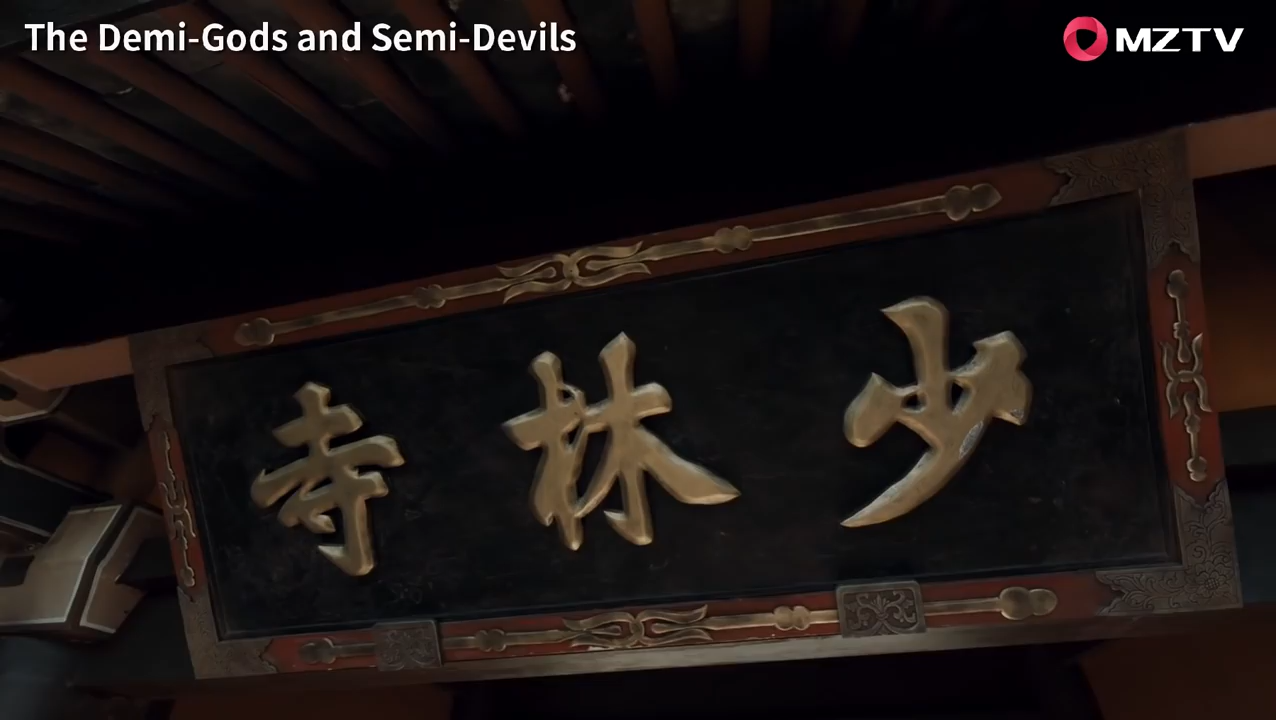 The Demi-Gods and Semi-Devils
MZTV
少林寺